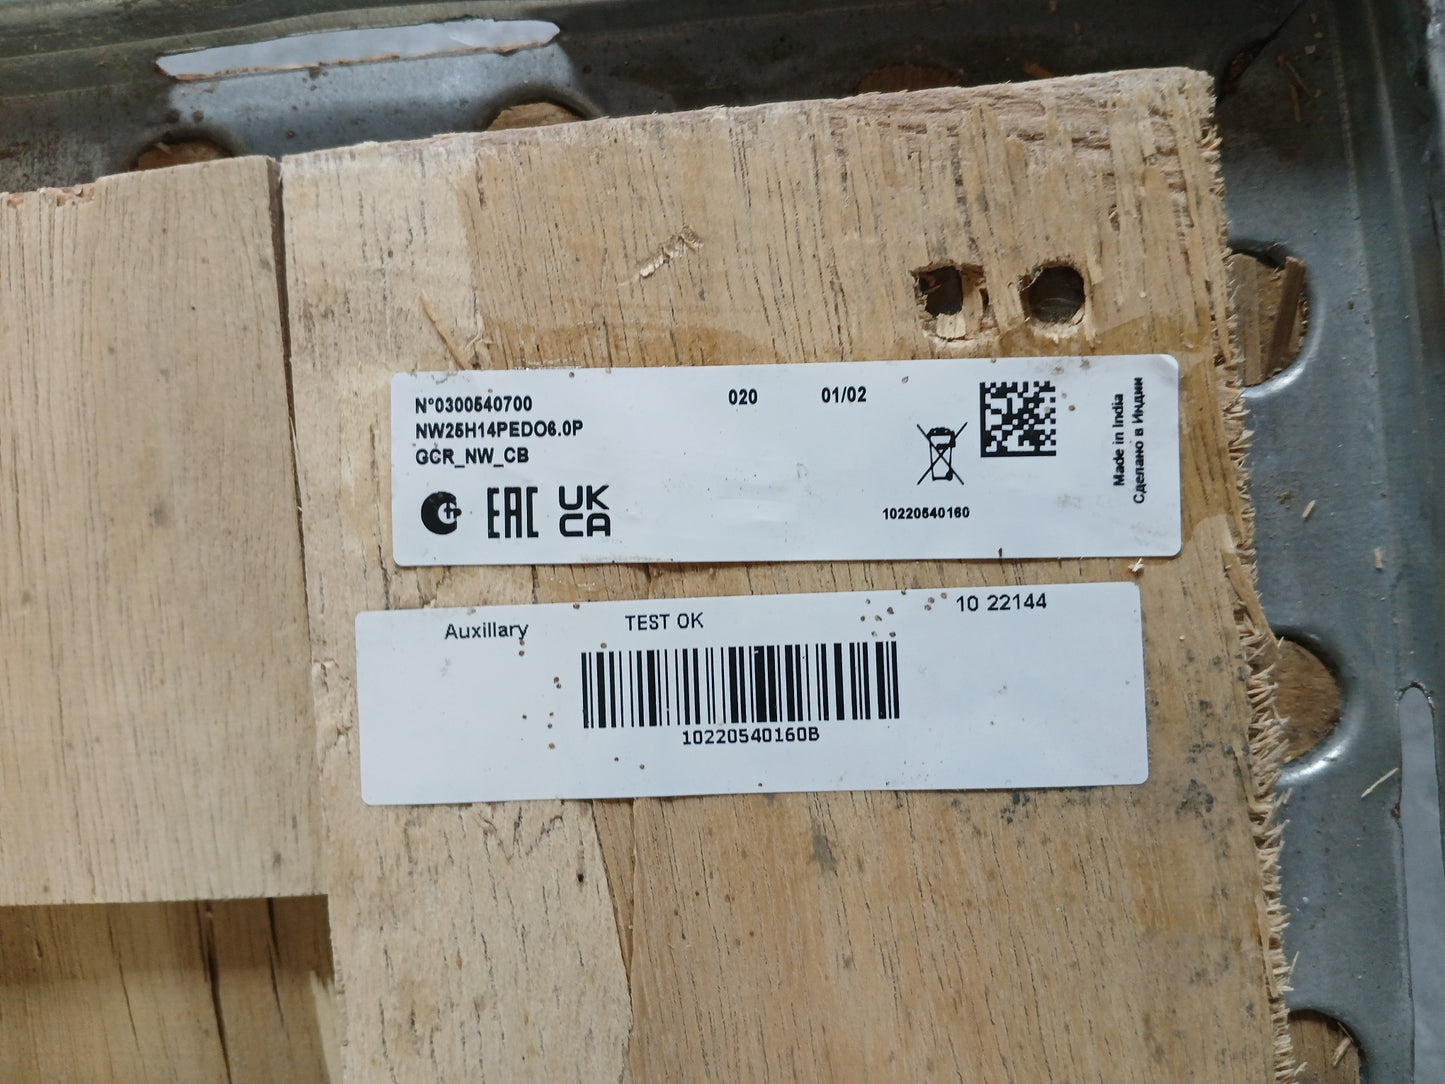 N°0300540700
020
01/02
NW25H14PEDO6.0P
GCR_NW_CB
EAC
UK
CA
10220540160
Made in India
Сделано в Индии
Auxillary
TEST OK
10 22144
10220540160B